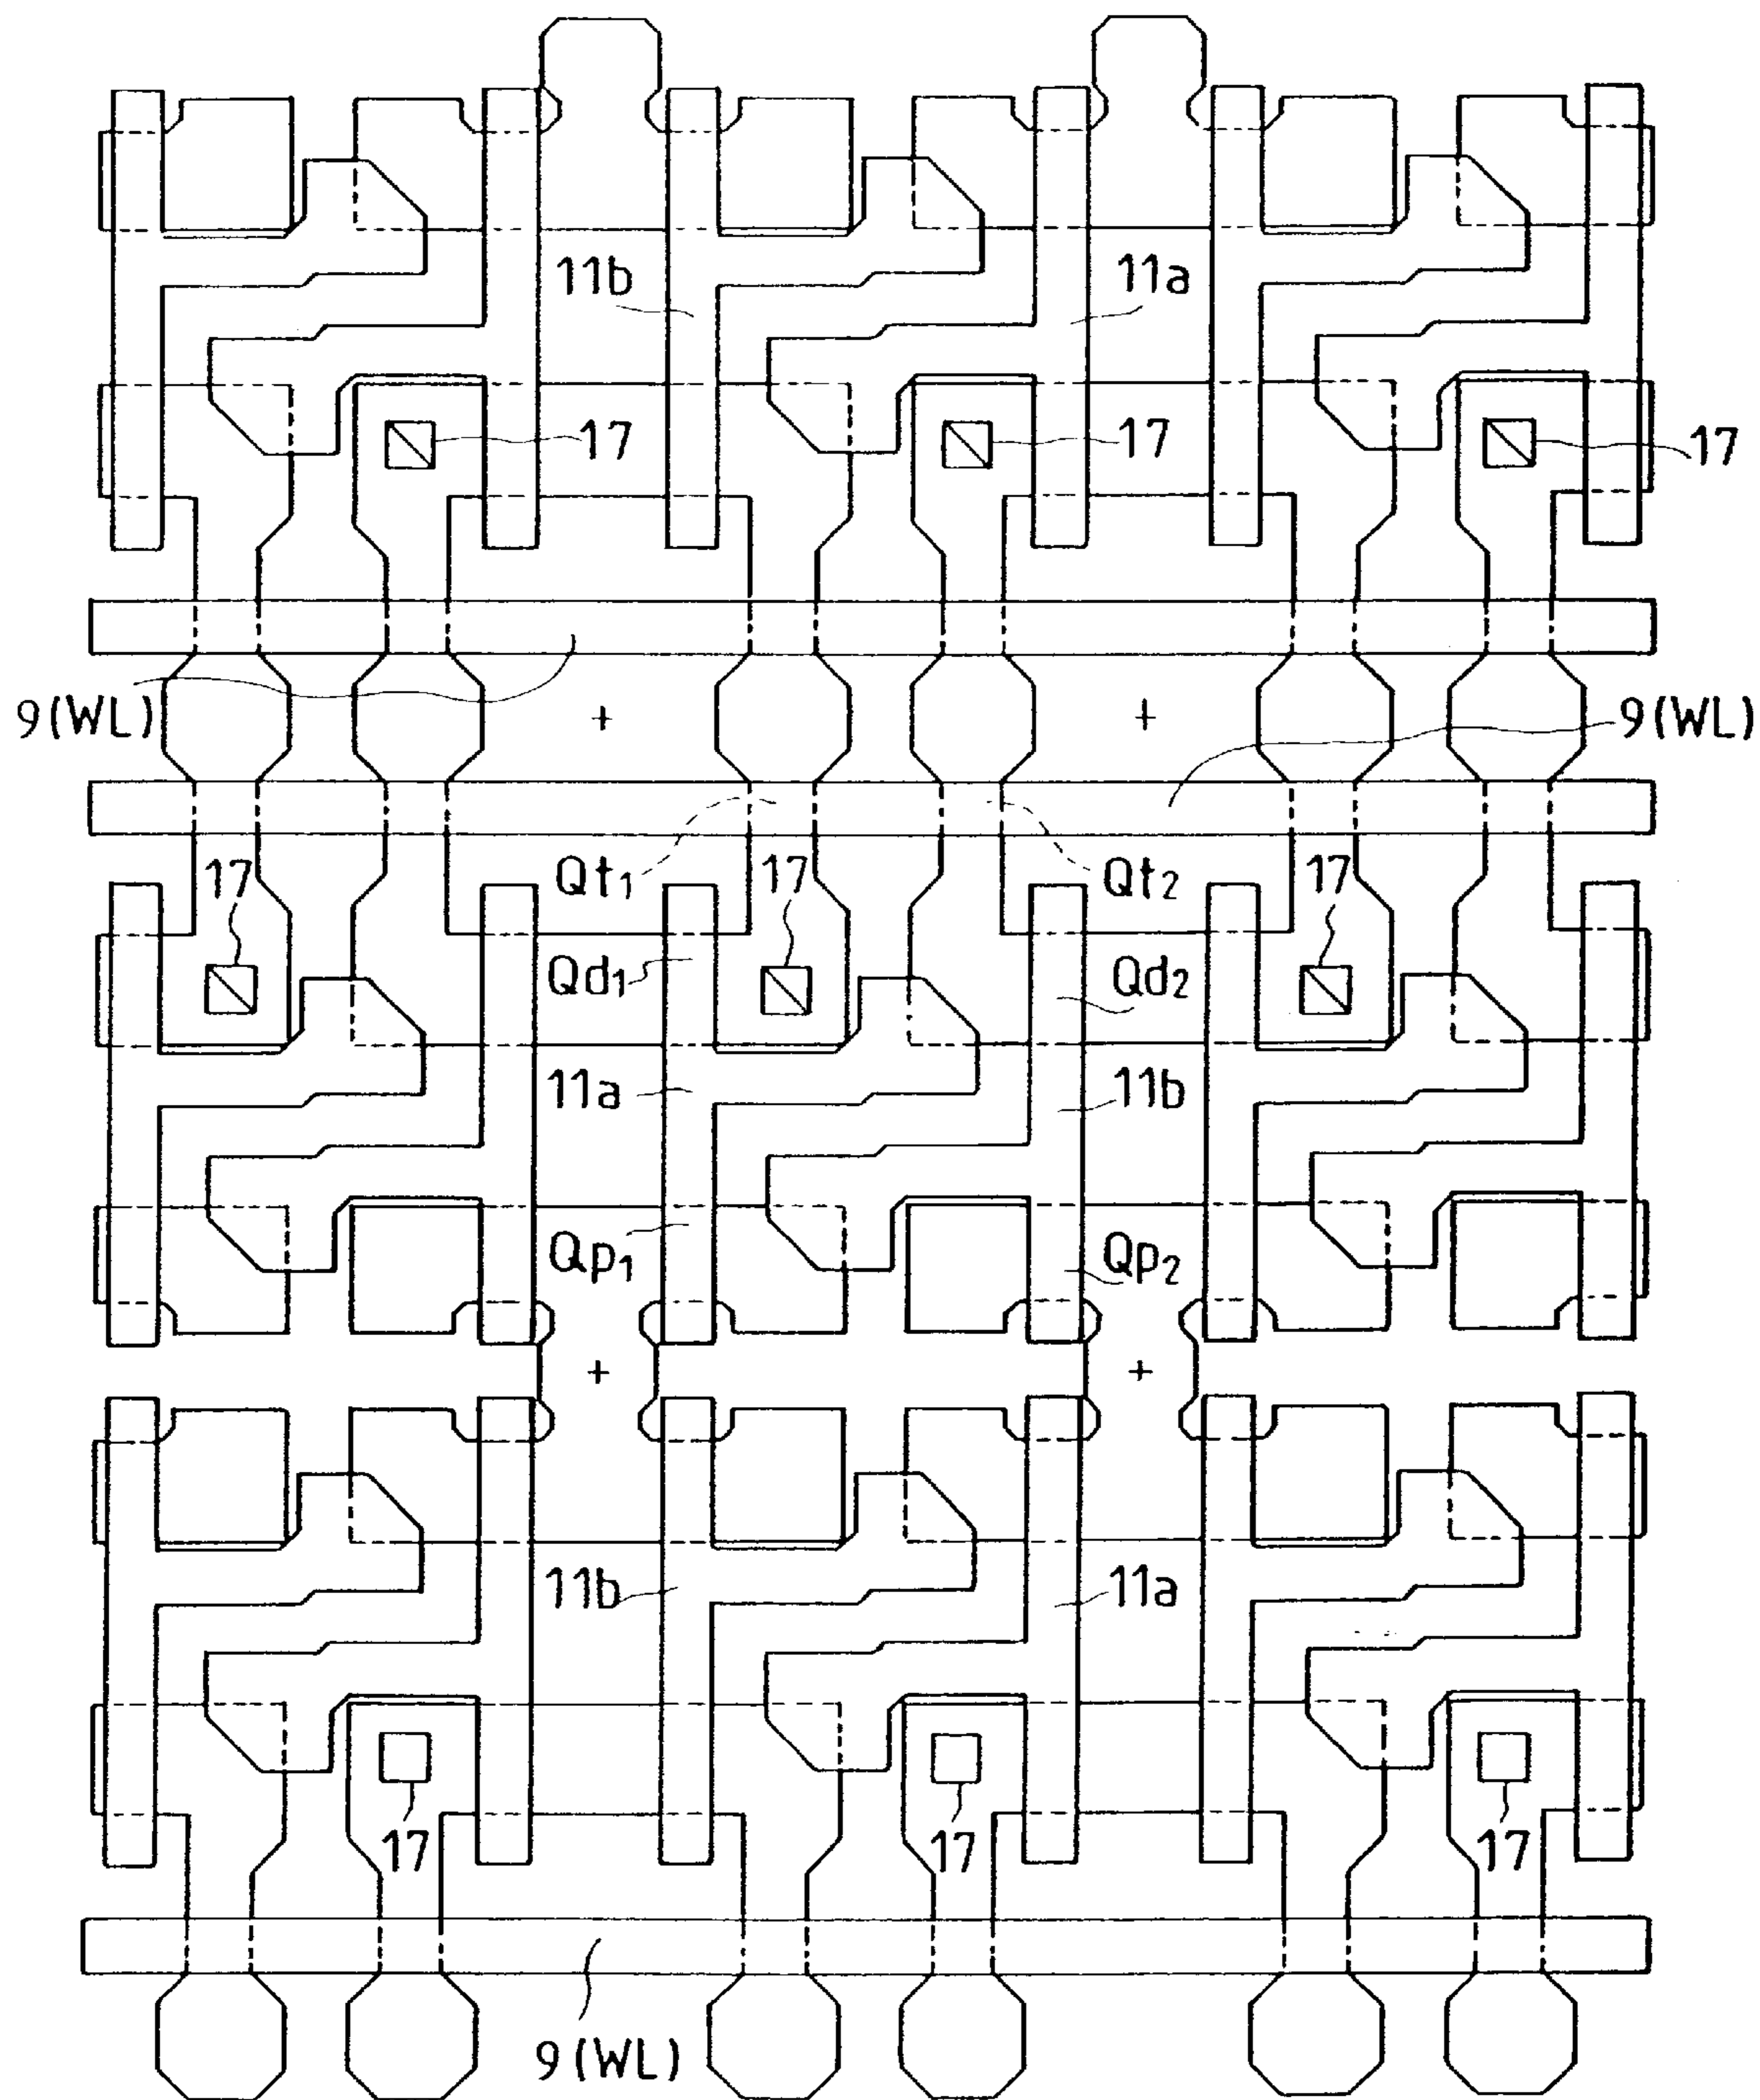 11b 11a
17 17 17
9(WL) + + 9(WL)
Qt₁ Qt₂
17 17 17
Qd₁ Qd₂
11a 11b
Qp₁ Qp₂
+ +
11b 11a
17 17 17
9(WL)